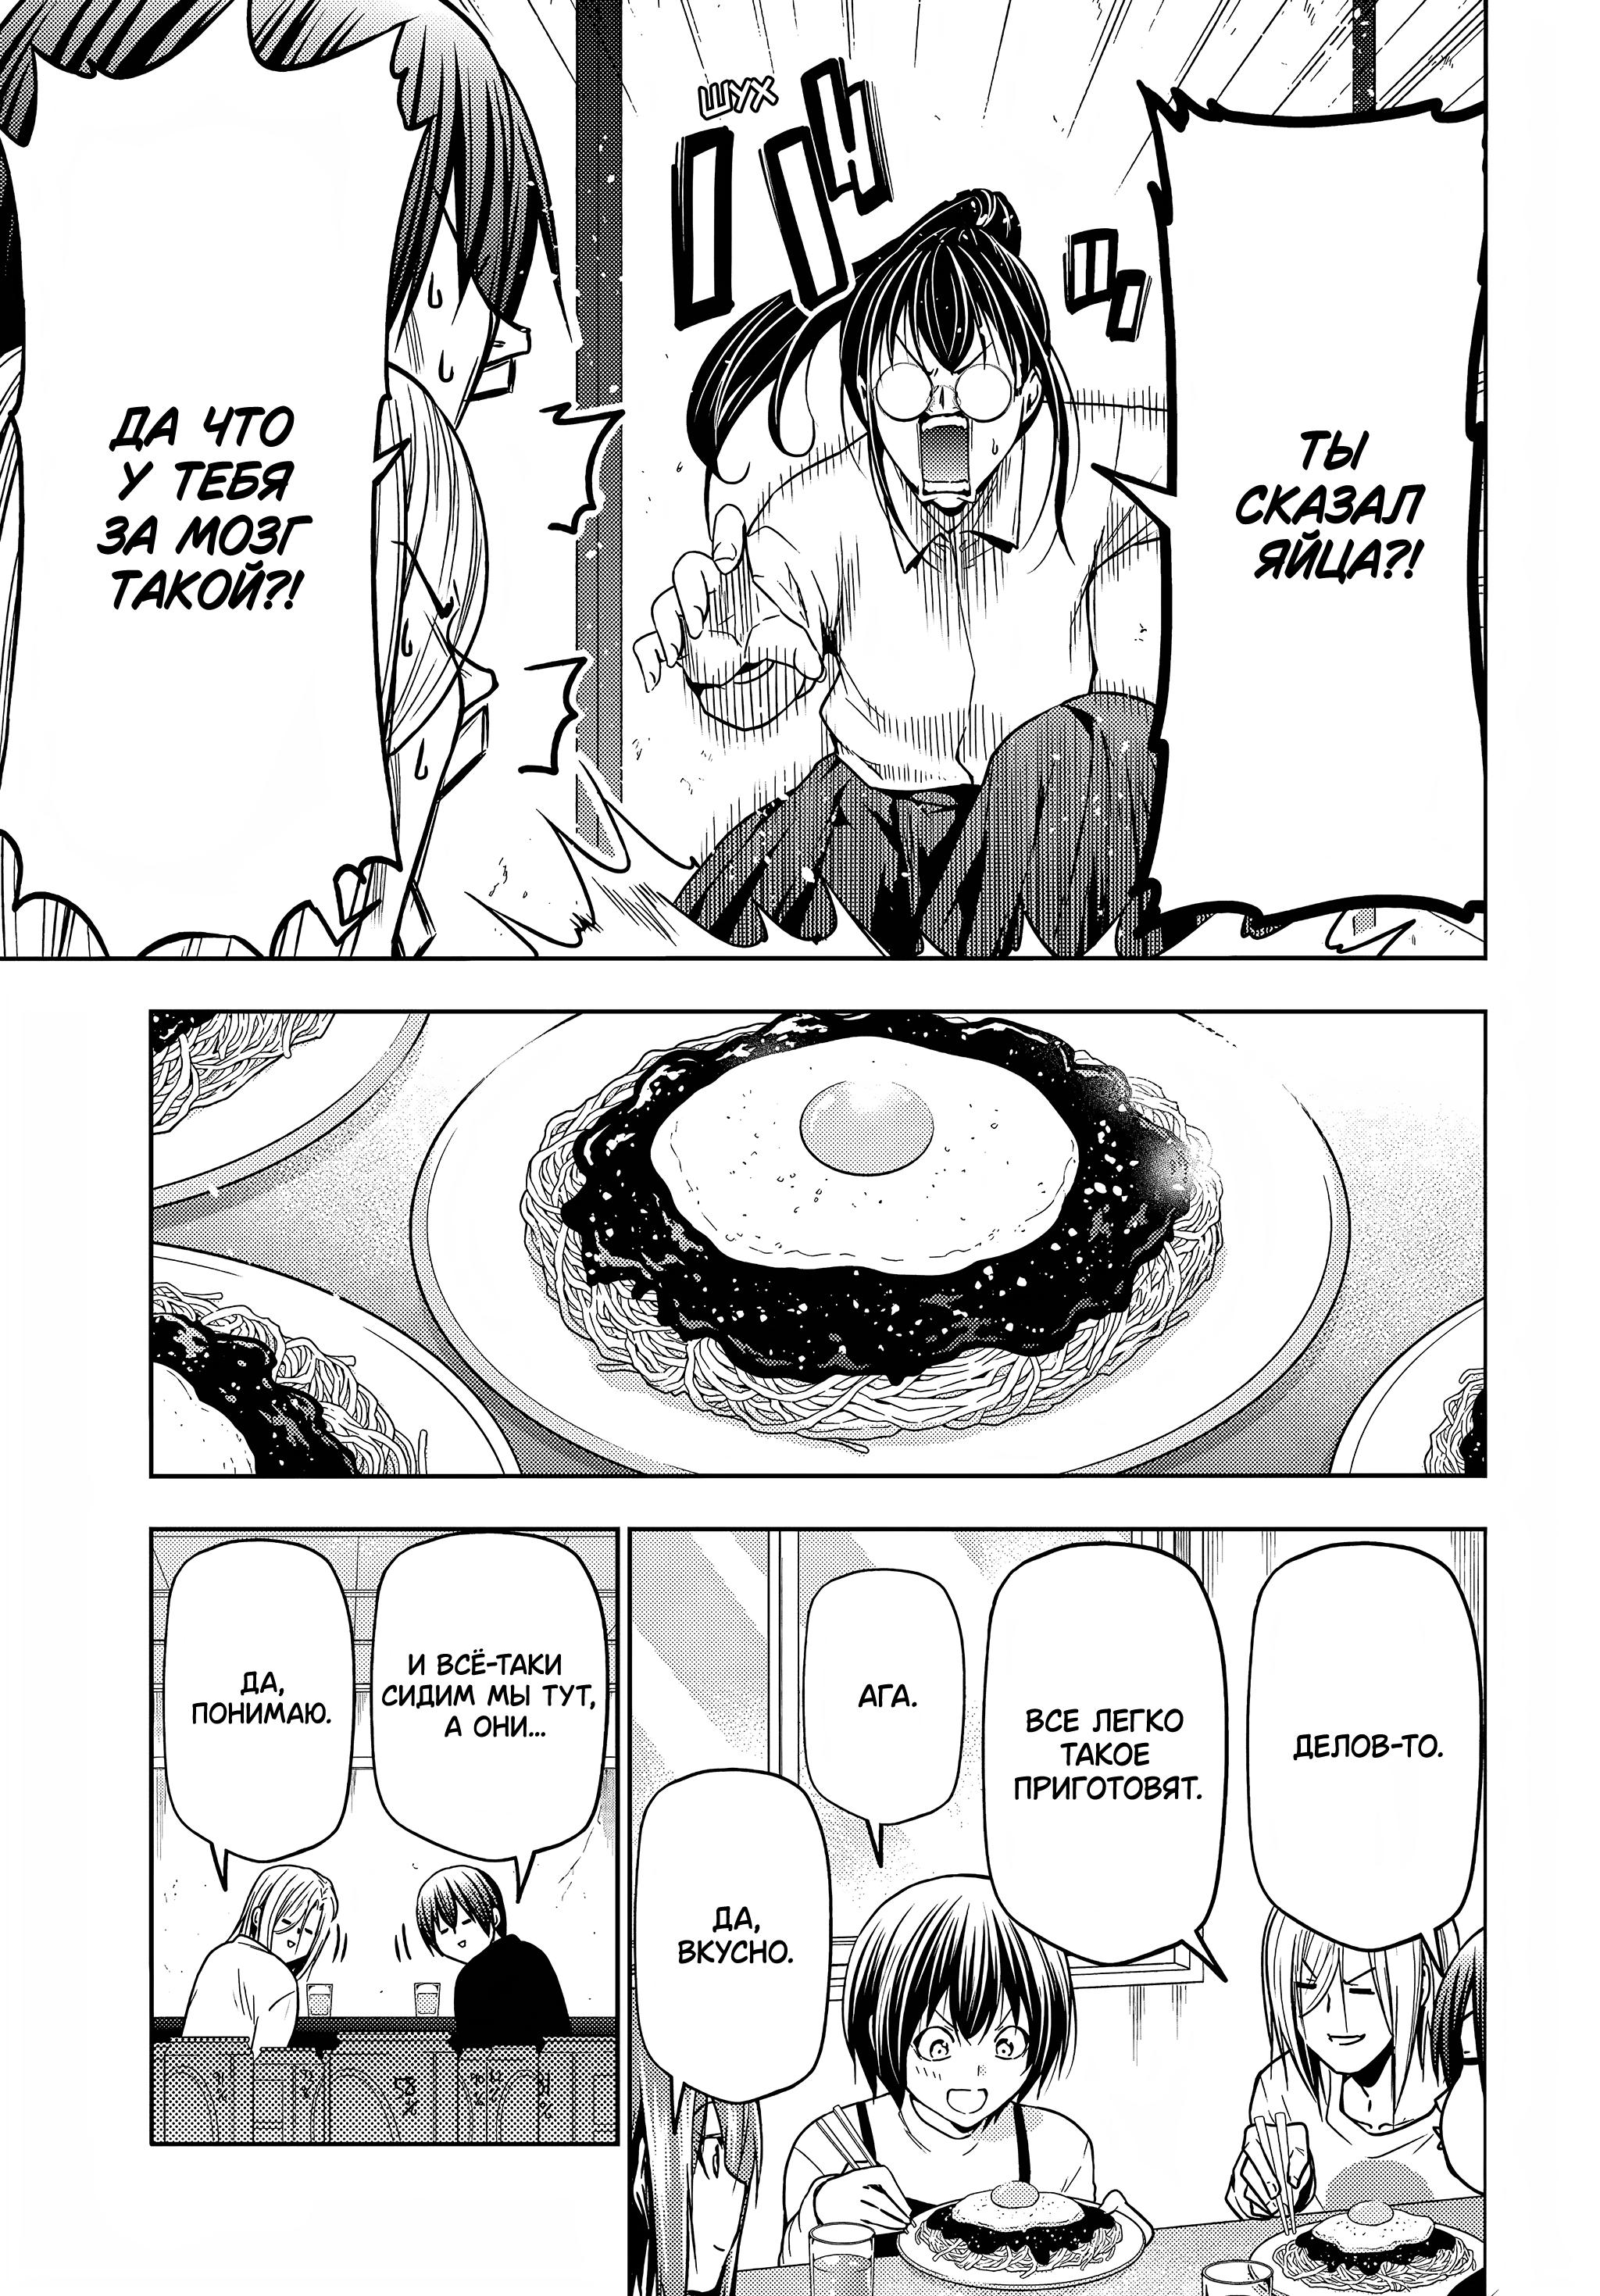 ТЫ
СКАЗАЛ
ЯЙЦА?!
ШУХ
ДА ЧТО
У ТЕБЯ
ЗА МОЗГ
ТАКОЙ?!
ДЕЛОВ-ТО.
ВСЕ ЛЕГКО
ТАКОЕ
ПРИГОТОВЯТ.
АГА.
ДА,
ВКУСНО.
И ВСЁ-ТАКИ
СИДИМ МЫ ТУТ,
А ОНИ...
ДА,
ПОНИМАЮ.